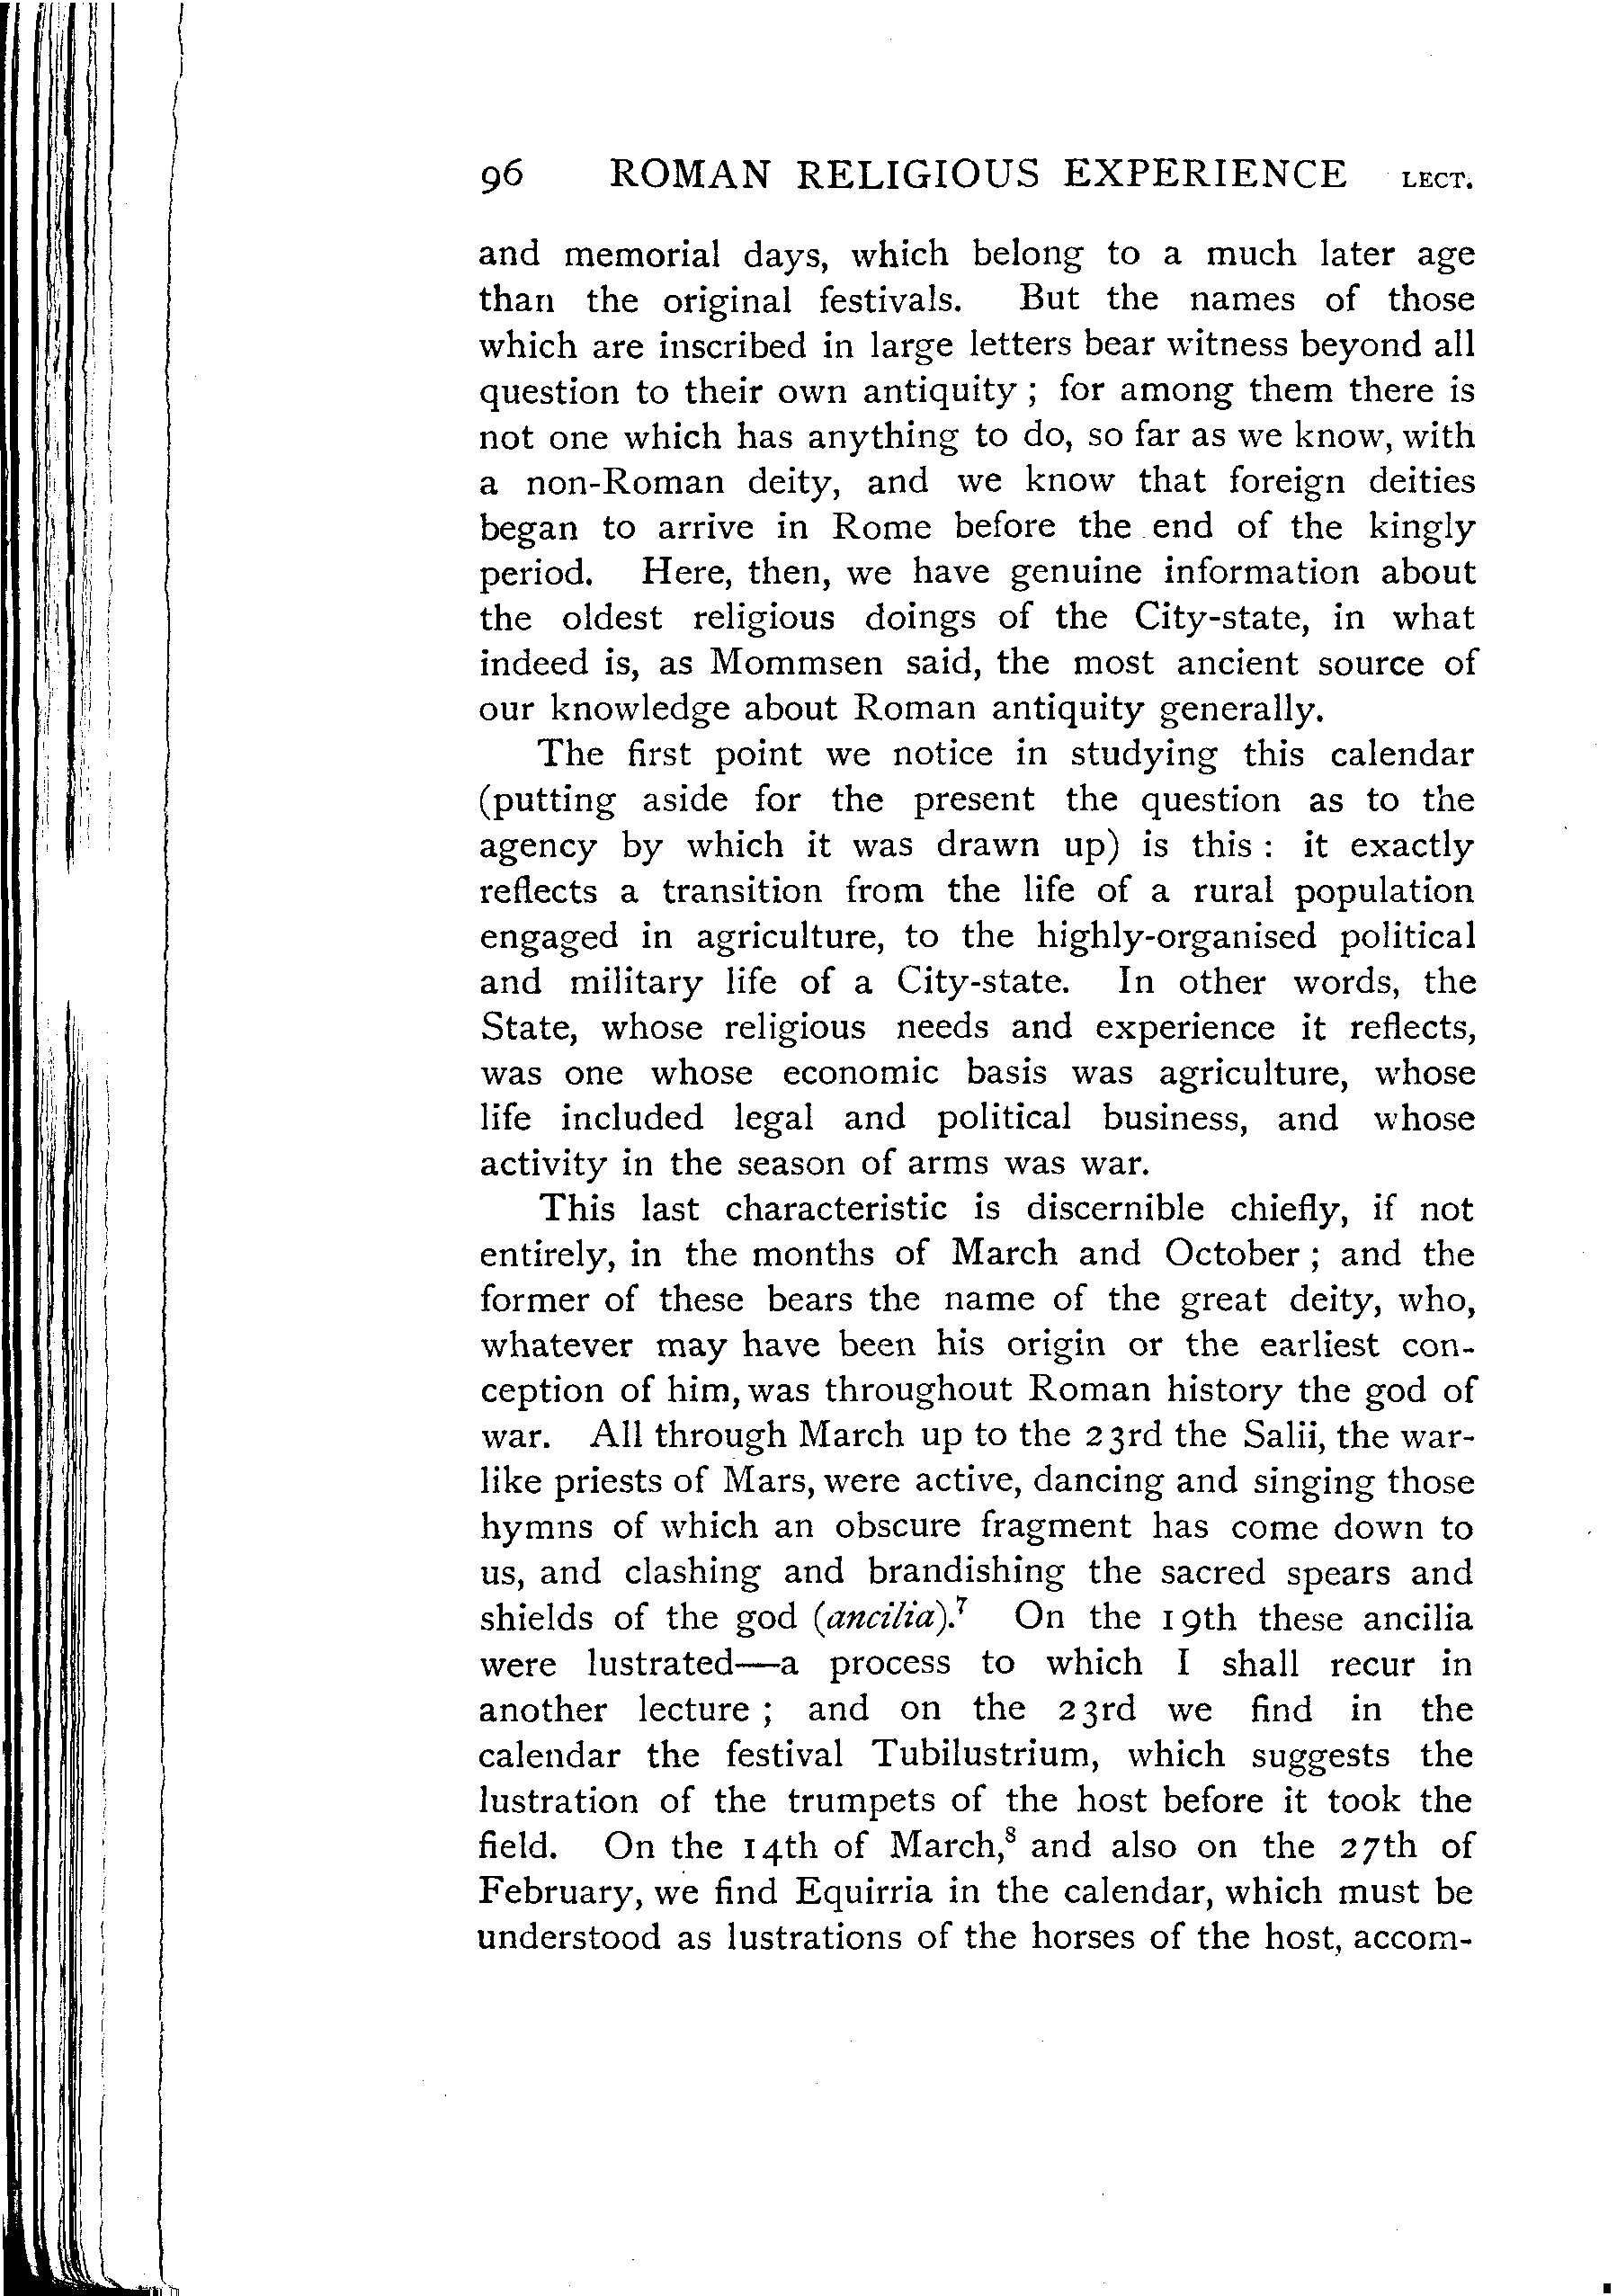 96 ROMAN RELIGIOUS EXPERIENCE LECT.
and memorial days, which belong to a much later age
than the original festivals. But the names of those
which are inscribed in large letters bear witness beyond all
question to their own antiquity ; for among them there is
not one which has anything to do, so far as we know, with
a non-Roman deity, and we know that foreign deities
began to arrive in Rome before the end of the kingly
period. Here, then, we have genuine information about
the oldest religious doings of the City-state, in what
indeed is, as Mommsen said, the most ancient source of
our knowledge about Roman antiquity generally.
The first point we notice in studying this calendar
(putting aside for the present the question as to the
agency by which it was drawn up) is this : it exactly
reflects a transition from the life of a rural population
engaged in agriculture, to the highly-organised political
and military life of a City-state. In other words, the
State, whose religious needs and experience it reflects,
was one whose economic basis was agriculture, whose
life included legal and political business, and whose
activity in the season of arms was war.
This last characteristic is discernible chiefly, if not
entirely, in the months of March and October ; and the
former of these bears the name of the great deity, who,
whatever may have been his origin or the earliest con-
ception of him, was throughout Roman history the god of
war. All through March up to the 23rd the Salii, the war-
like priests of Mars, were active, dancing and singing those
hymns of which an obscure fragment has come down to
us, and clashing and brandishing the sacred spears and
shields of the god (ancilia).⁷ On the 19th these ancilia
were lustrated—a process to which I shall recur in
another lecture ; and on the 23rd we find in the
calendar the festival Tubilustrium, which suggests the
lustration of the trumpets of the host before it took the
field. On the 14th of March,⁸ and also on the 27th of
February, we find Equirria in the calendar, which must be
understood as lustrations of the horses of the host, accom-